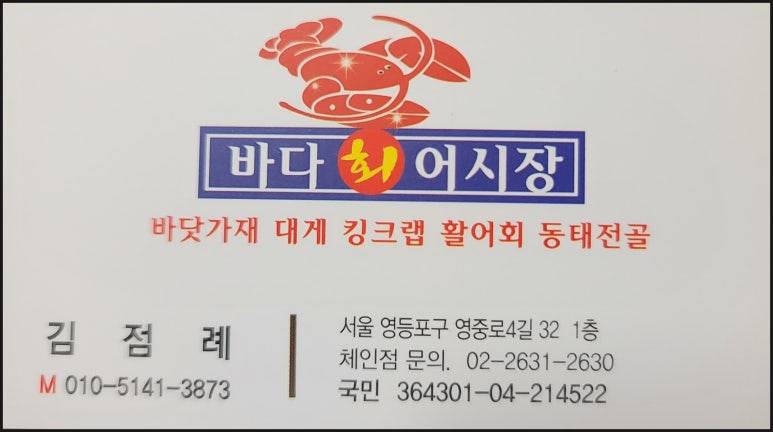 바다 회 어시장
바닷가재 대게 킹크랩 활어회 동태전골
김 점 례
M 010-5141-3873
서울 영등포구 영중로4길 32 1층
체인점 문의. 02-2631-2630
국민 364301-04-214522